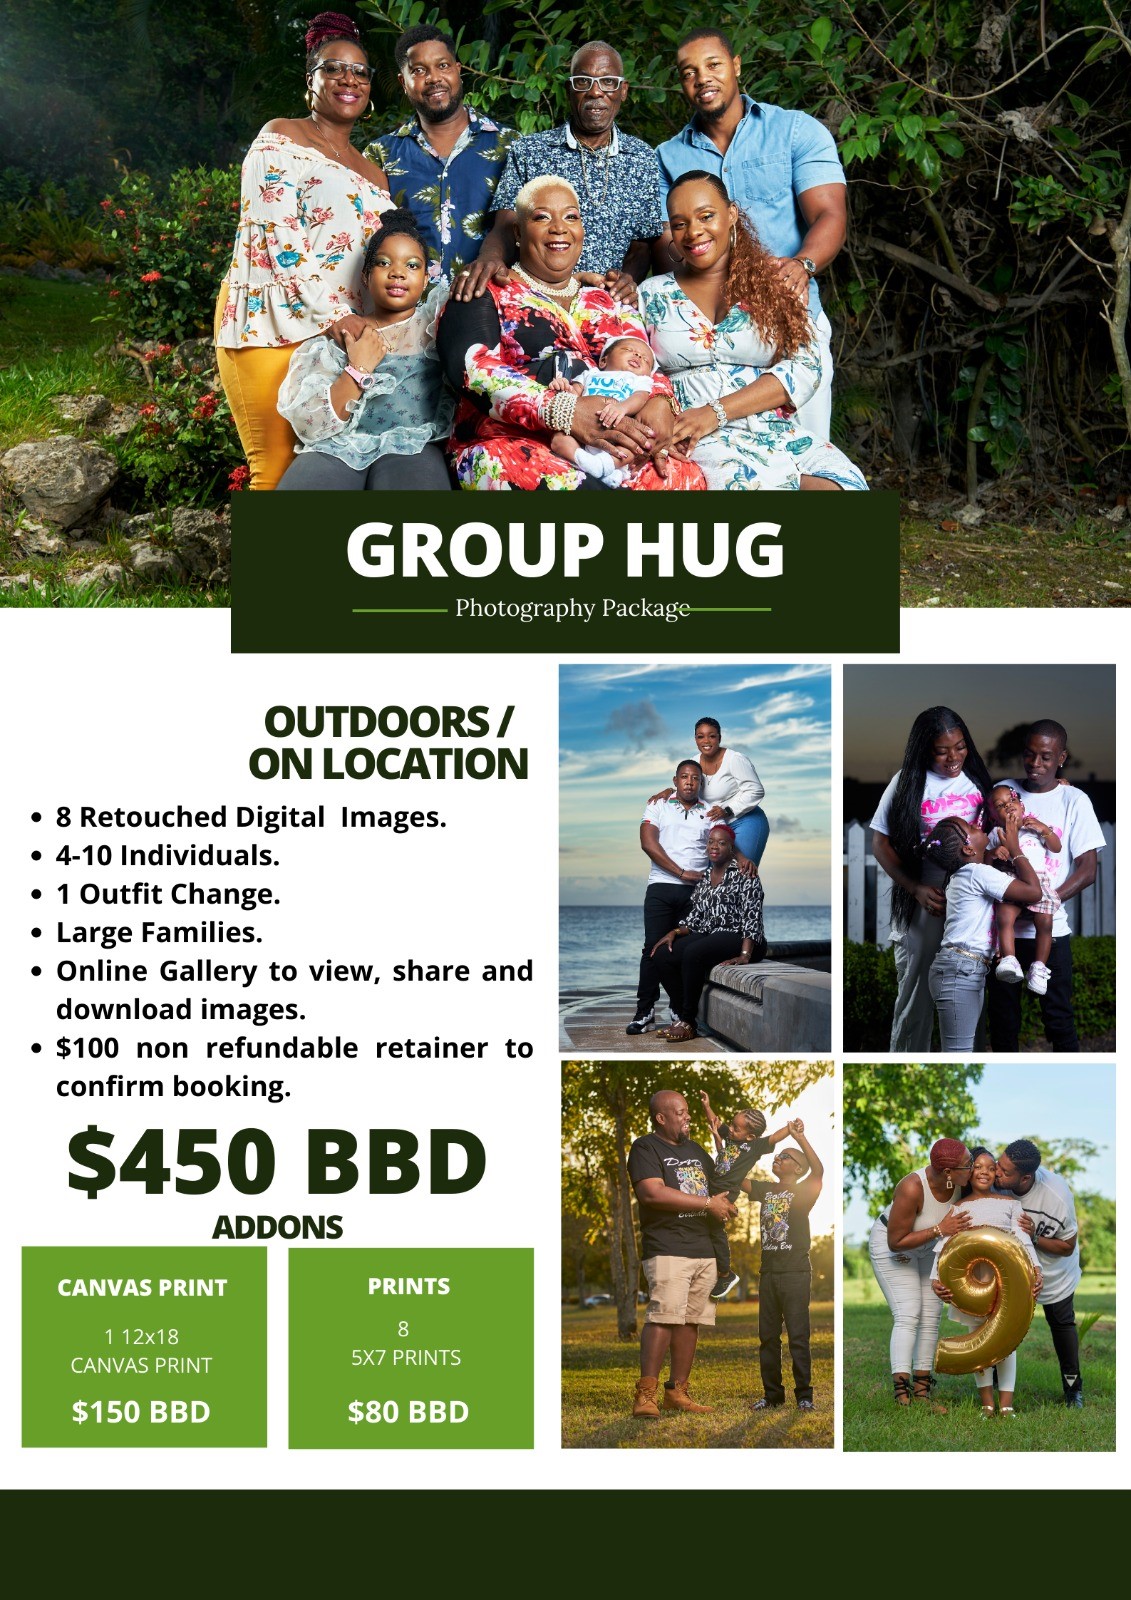 GROUP HUG
Photography Package
OUTDOORS /
ON LOCATION
• 8 Retouched Digital Images.
• 4-10 Individuals.
• 1 Outfit Change.
• Large Families.
• Online Gallery to view, share and
download images.
• $100 non refundable retainer to
confirm booking.
$450 BBD
ADDONS
CANVAS PRINT
1 12x18
CANVAS PRINT
$150 BBD
PRINTS
8
5X7 PRINTS
$80 BBD
9